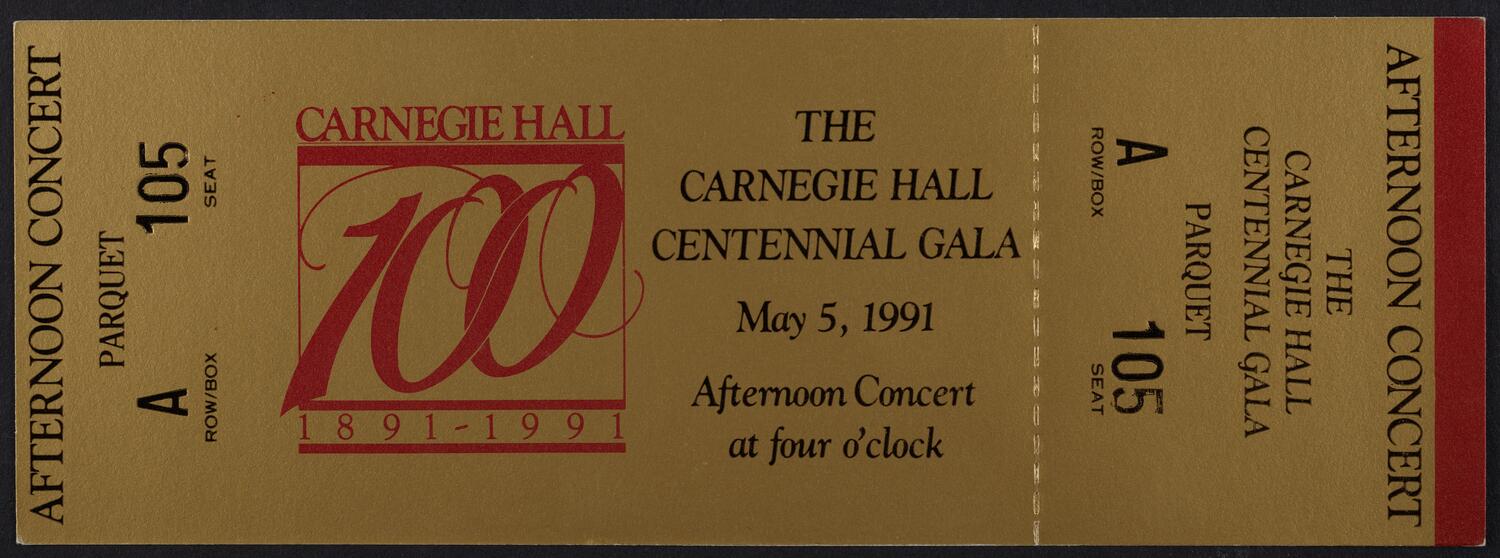 AFTERNOON CONCERT
PARQUET
A 105
ROW/BOX SEAT
CARNEGIE HALL
100
1891-1991
THE
CARNEGIE HALL
CENTENNIAL GALA
May 5, 1991
Afternoon Concert
at four o'clock
AFTERNOON CONCERT
THE
CARNEGIE HALL
CENTENNIAL GALA
PARQUET
A 105
ROW/BOX SEAT